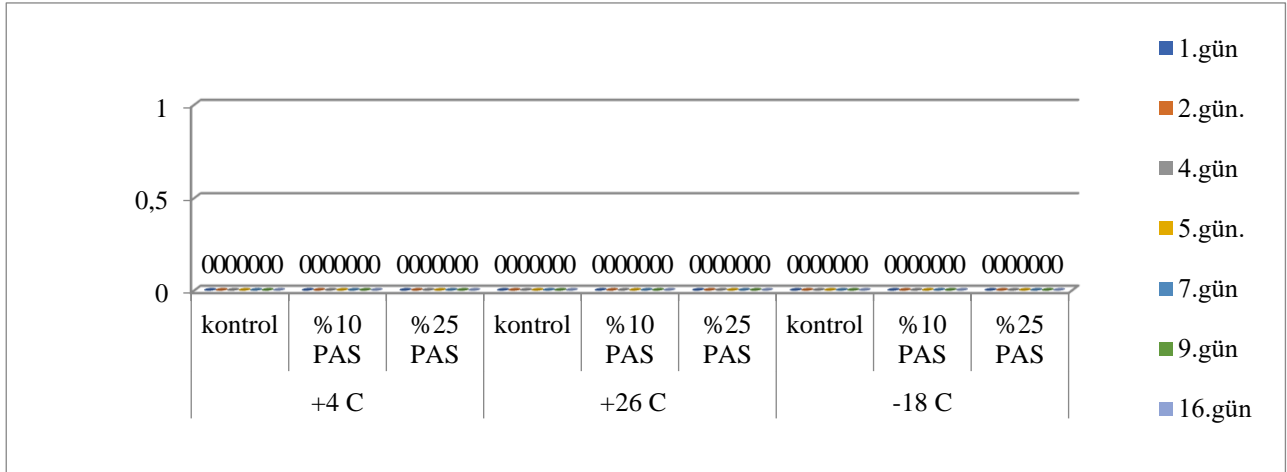 1
0,5
0
0000000 0000000 0000000 0000000 0000000 0000000 0000000 0000000 0000000
kontrol %10 PAS %25 PAS kontrol %10 PAS %25 PAS kontrol %10 PAS %25 PAS
+4 C +26 C -18 C
1.gün
2.gün.
4.gün
5.gün.
7.gün
9.gün
16.gün